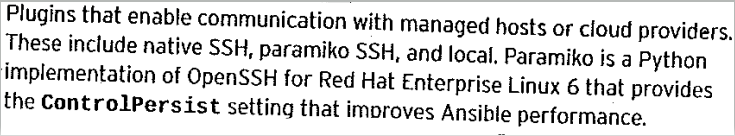 Plugins that enable communication with managed hosts or cloud providers.
These include native SSH, paramiko SSH, and local. Paramiko is a Python
implementation of OpenSSH for Red Hat Enterprise Linux 6 that provides
the ControlPersist setting that improves Ansible performance.